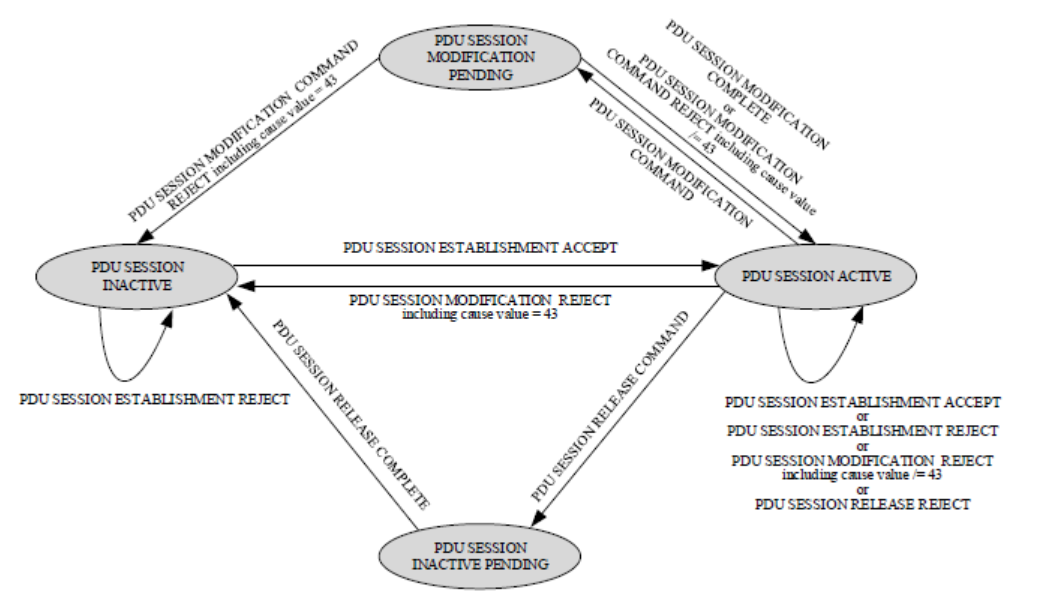 PDU SESSION
MODIFICATION
PENDING
PDU SESSION MODIFICATION COMMAND
REJECT including cause value = 43
PDU SESSION MODIFICATION
COMPLETE
or
PDU SESSION MODIFICATION
COMMAND REJECT including cause value
/= 43
PDU SESSION MODIFICATION
COMMAND
PDU SESSION
INACTIVE
PDU SESSION ESTABLISHMENT ACCEPT
PDU SESSION MODIFICATION REJECT
including cause value = 43
PDU SESSION ACTIVE
PDU SESSION ESTABLISHMENT REJECT
PDU SESSION RELEASE COMPLETE
PDU SESSION RELEASE COMMAND
PDU SESSION ESTABLISHMENT ACCEPT
or
PDU SESSION ESTABLISHMENT REJECT
or
PDU SESSION MODIFICATION REJECT
including cause value /= 43
or
PDU SESSION RELEASE REJECT
PDU SESSION
INACTIVE PENDING